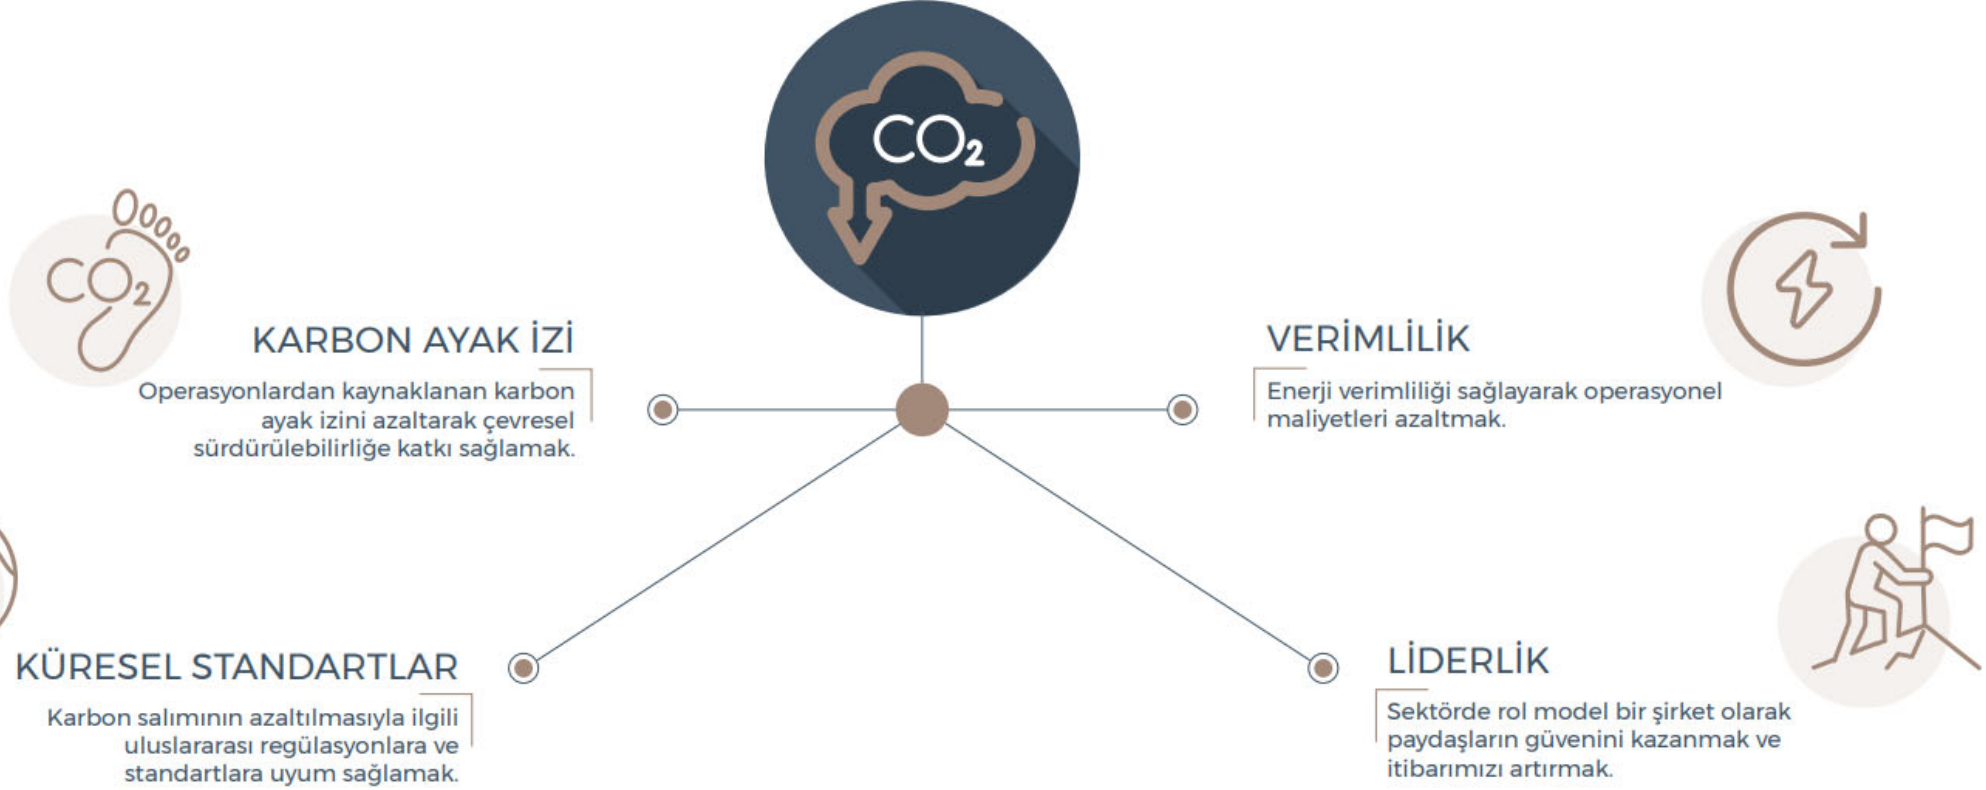 CO₂
CO₂
KARBON AYAK İZİ
Operasyonlardan kaynaklanan karbon
ayak izini azaltarak çevresel
sürdürülebilirliğe katkı sağlamak.
VERİMLİLİK
Enerji verimliliği sağlayarak operasyonel
maliyetleri azaltmak.
KÜRESEL STANDARTLAR
Karbon salımının azaltılmasıyla ilgili
uluslararası regülasyonlara ve
standartlara uyum sağlamak.
LİDERLİK
Sektörde rol model bir şirket olarak
paydaşların güvenini kazanmak ve
itibarımızı artırmak.